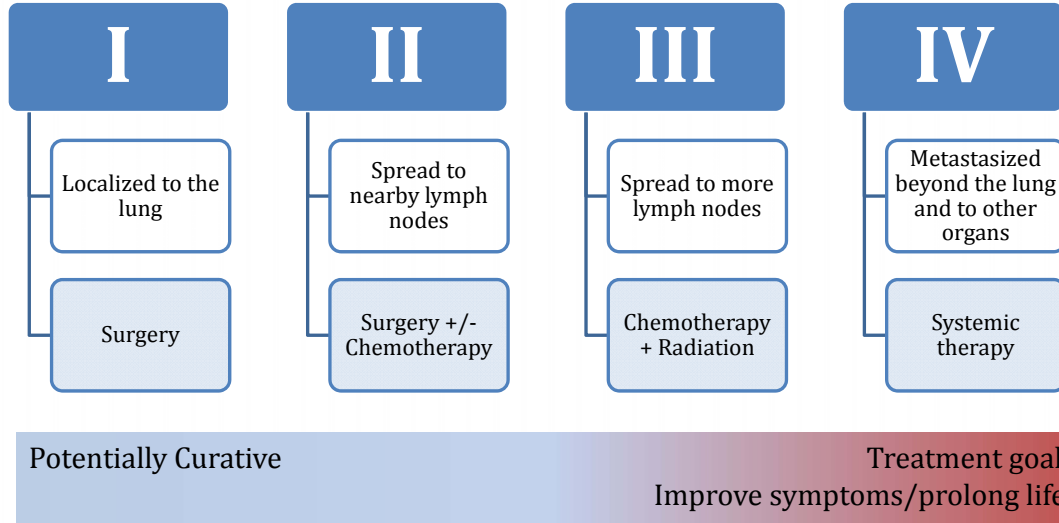 I
II
III
IV
Localized to the
lung
Spread to
nearby lymph
nodes
Spread to more
lymph nodes
Metastasized
beyond the lung
and to other
organs
Surgery
Surgery +/-
Chemotherapy
Chemotherapy
+ Radiation
Systemic
therapy
Potentially Curative
Treatment goal
Improve symptoms/prolong life